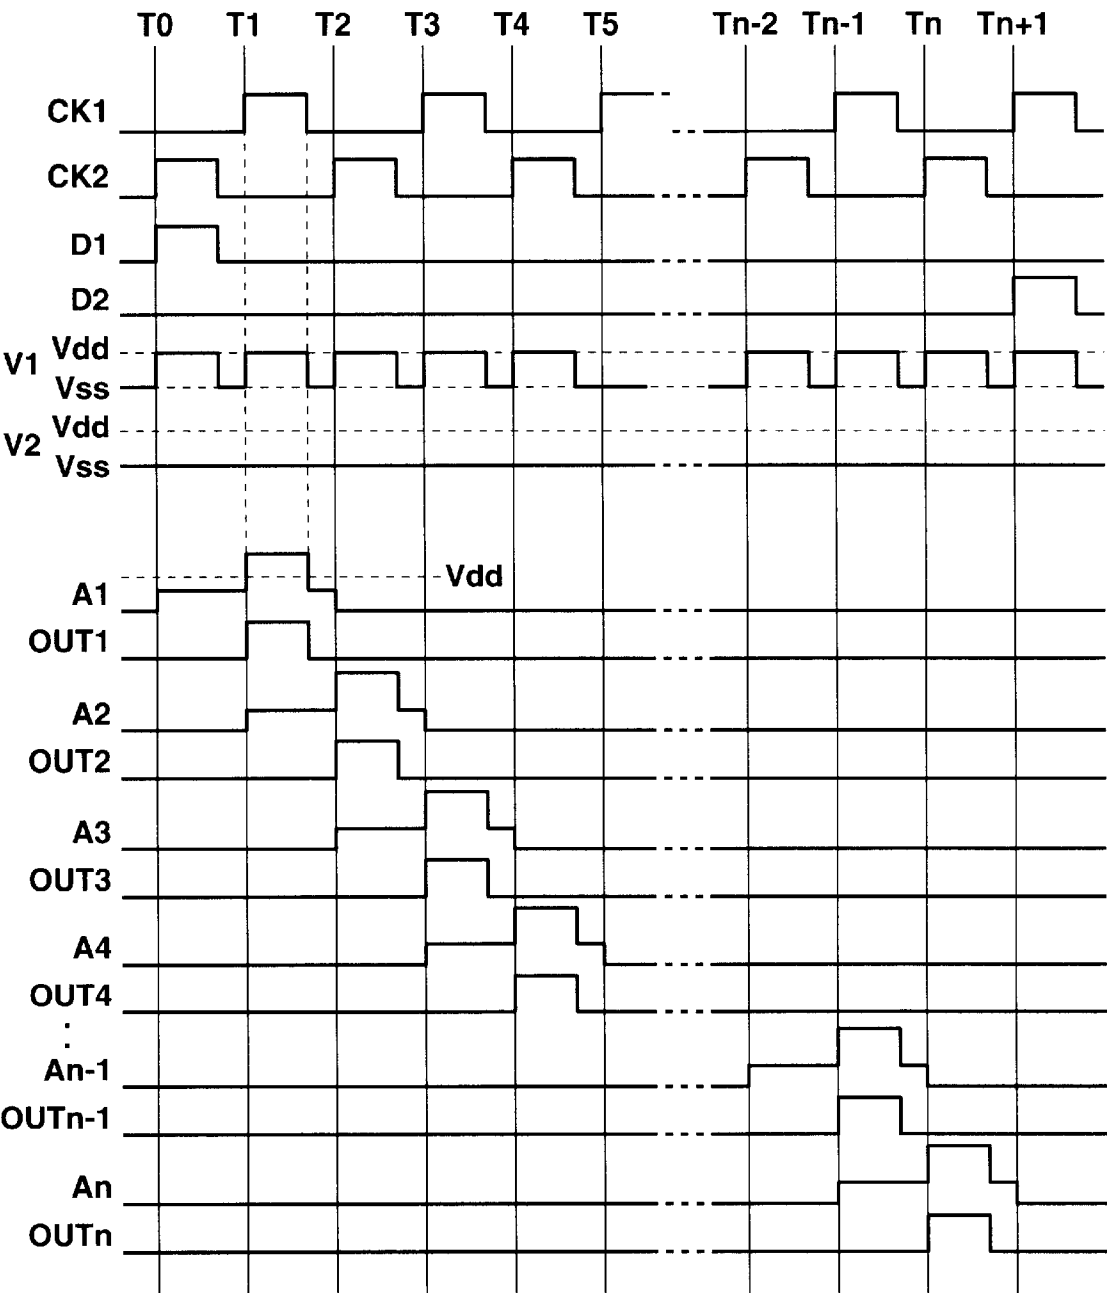 T0 T1 T2 T3 T4 T5 Tn-2 Tn-1 Tn Tn+1
CK1
CK2
D1
D2
V1 Vdd
Vss
V2 Vdd
Vss
Vdd
A1
OUT1
A2
OUT2
A3
OUT3
A4
OUT4
:
An-1
OUTn-1
An
OUTn